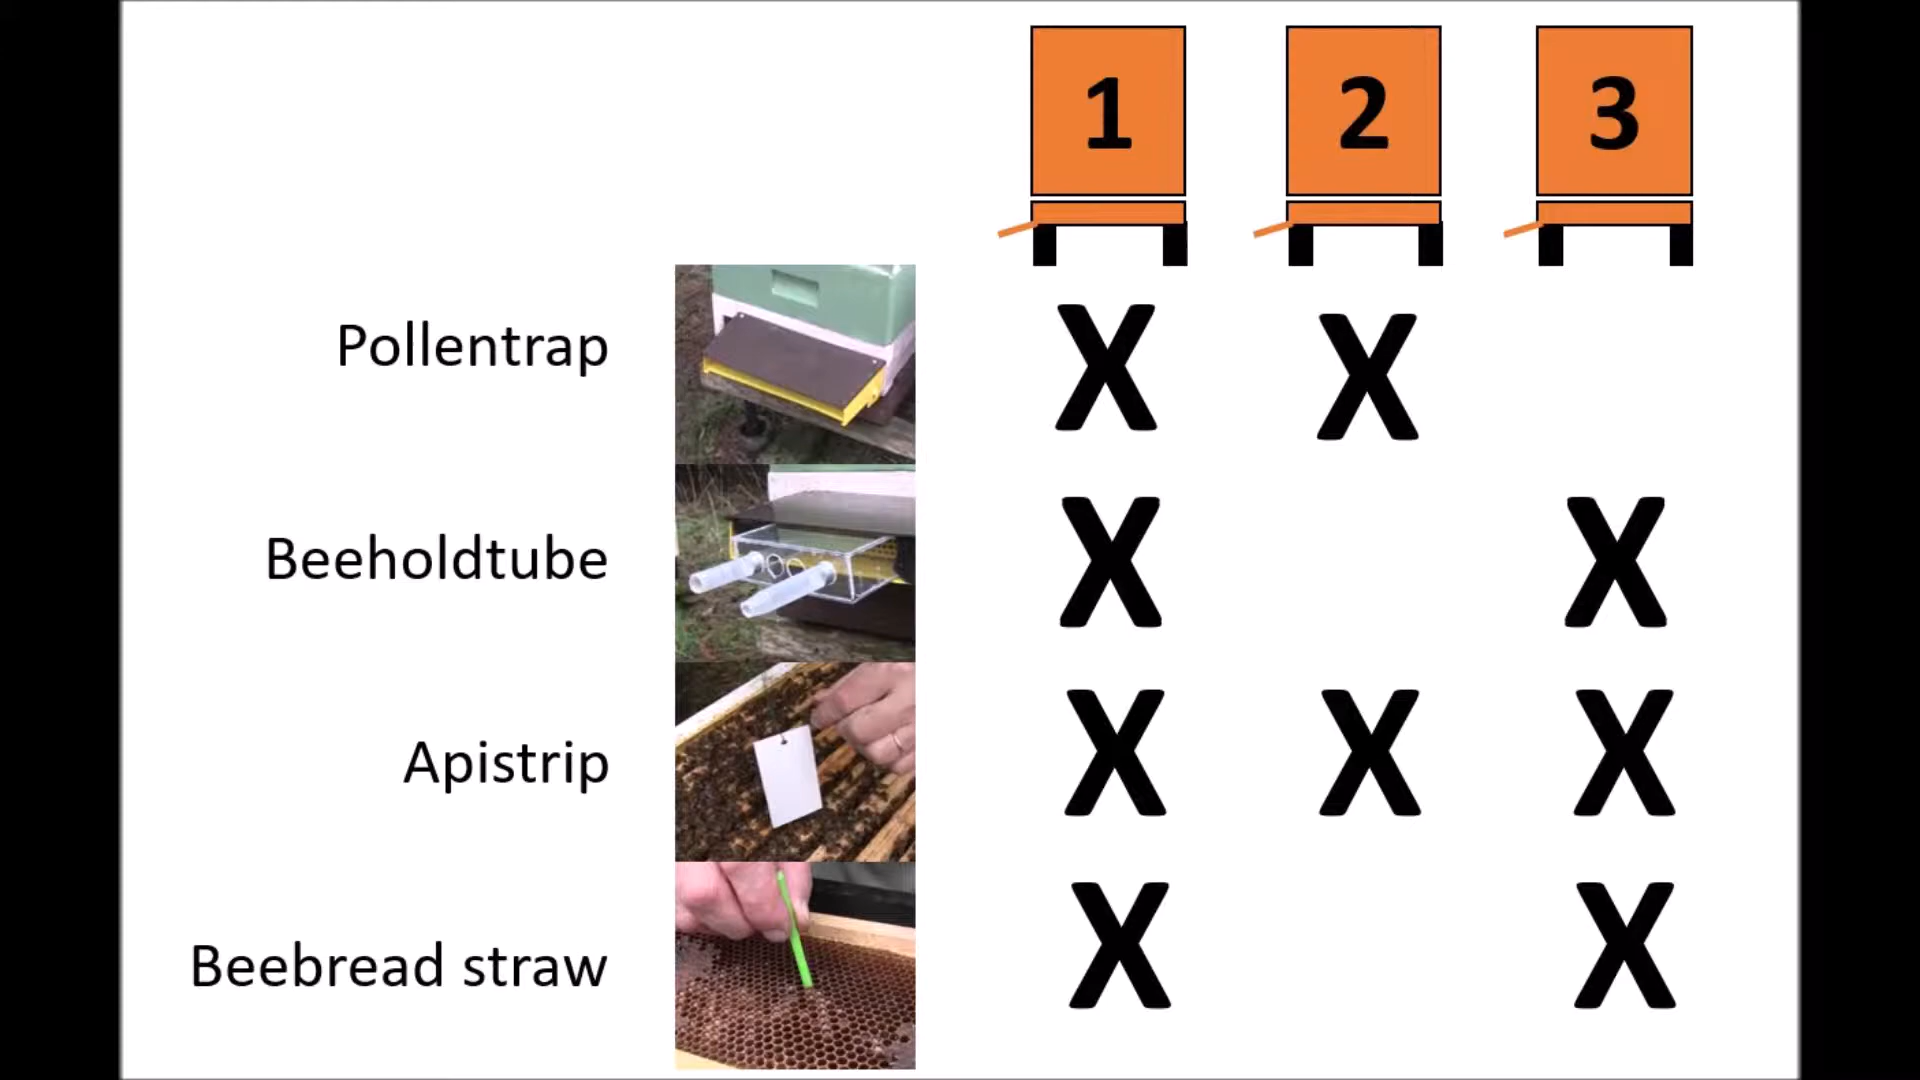 1 2 3
Pollentrap X X
Beeholdtube X X
Apistrip X X X
Beebread straw X X